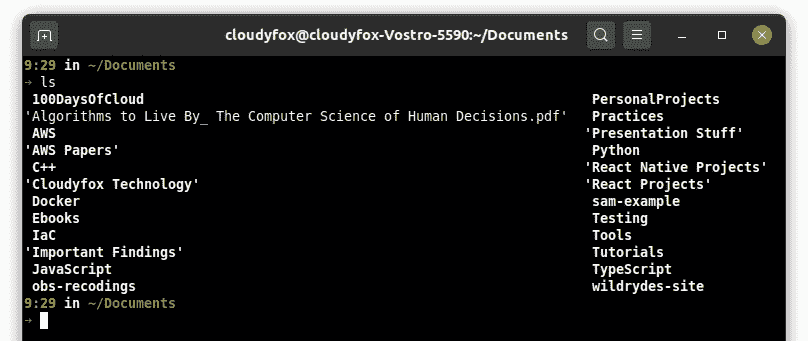 cloudyfox@cloudyfox-Vostro-5590:~/Documents
9:29 in ~/Documents
→ ls
100DaysOfCloud PersonalProjects
'Algorithms to Live By_ The Computer Science of Human Decisions.pdf' Practices
AWS 'Presentation Stuff'
'AWS Papers' Python
C++ 'React Native Projects'
'Cloudyfox Technology' 'React Projects'
Docker sam-example
Ebooks Testing
IaC Tools
'Important Findings' Tutorials
JavaScript TypeScript
obs-recodings wildrydes-site
9:29 in ~/Documents
→